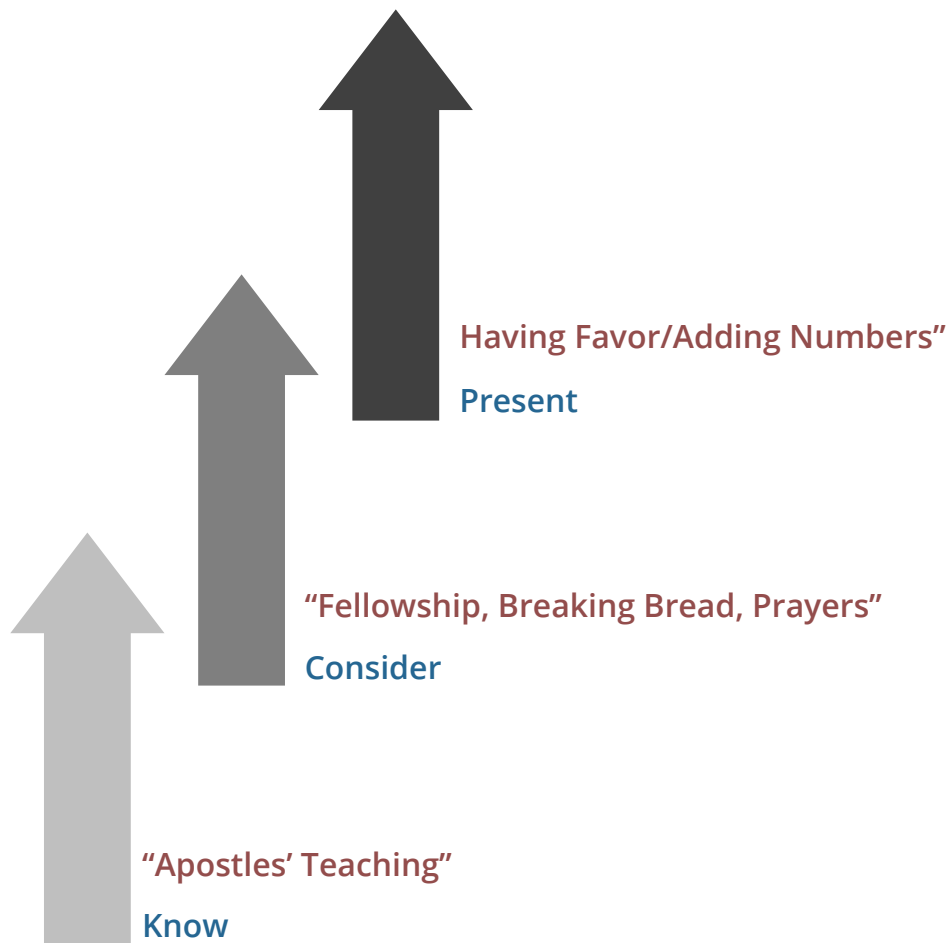 Having Favor/Adding Numbers”
Present
“Fellowship, Breaking Bread, Prayers”
Consider
“Apostles’ Teaching”
Know